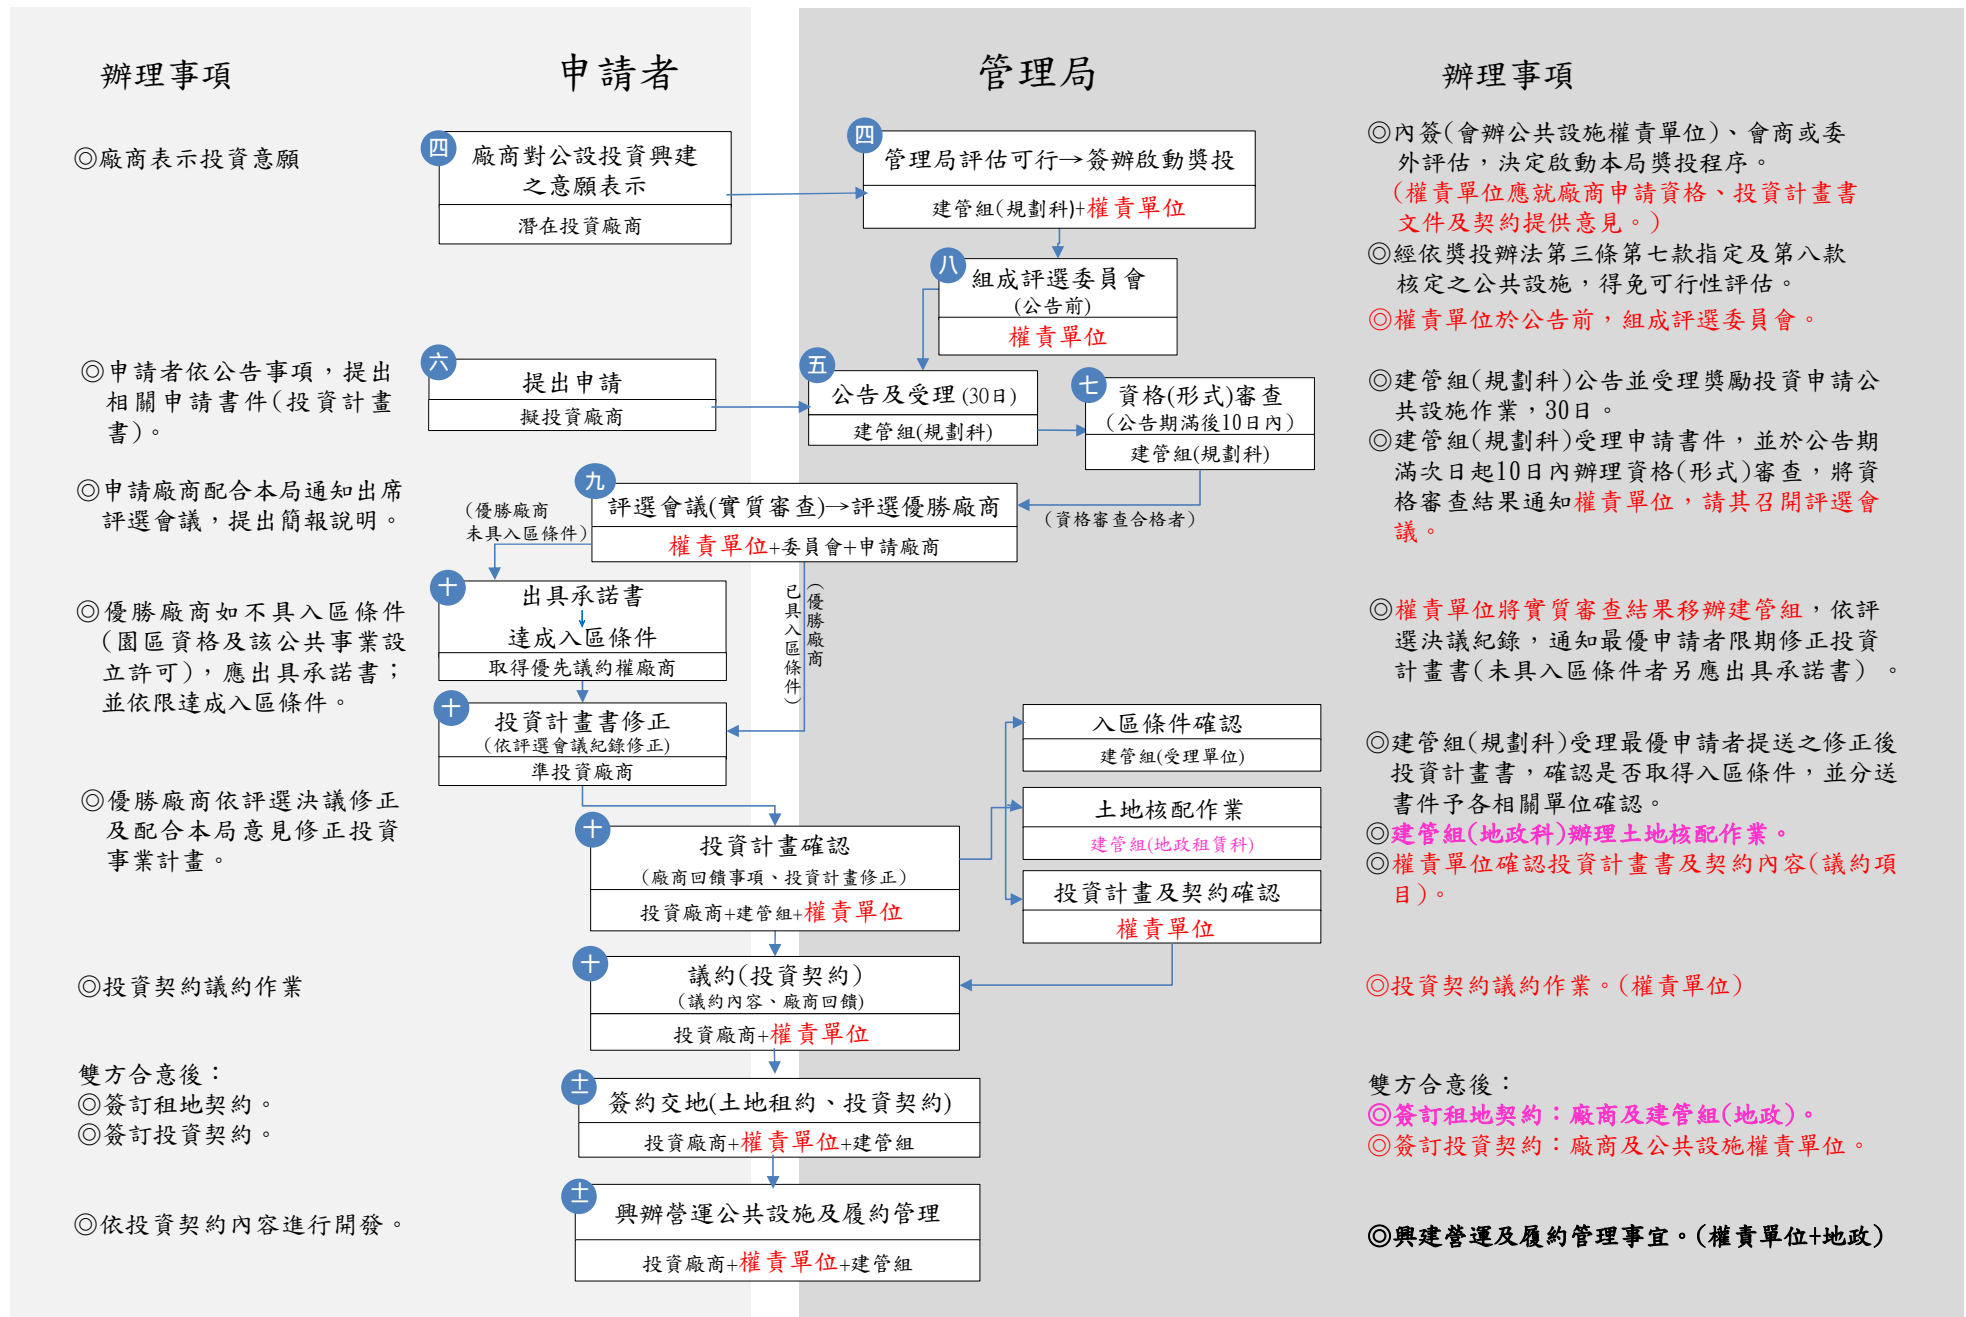 辦理事項
申請者
管理局
辦理事項
◎廠商表示投資意願
四
廠商對公設投資興建
之意願表示
潛在投資廠商
四
管理局評估可行→簽辦啟動獎投
建管組(規劃科)+權責單位
◎內簽(會辦公共設施權責單位)、會商或委
外評估，決定啟動本局獎投程序。
(權責單位應就廠商申請資格、投資計畫書
文件及契約提供意見。)
◎經依獎投辦法第三條第七款指定及第八款
核定之公共設施，得免可行性評估。
◎權責單位於公告前，組成評選委員會。
八
組成評選委員會
(公告前)
權責單位
◎申請者依公告事項，提出
相關申請書件(投資計畫
書)。
六
提出申請
擬投資廠商
五
公告及受理 (30日)
建管組(規劃科)
七
資格(形式)審查
(公告期滿後10日內)
建管組(規劃科)
◎建管組(規劃科)公告並受理獎勵投資申請公
共設施作業，30日。
◎建管組(規劃科)受理申請書件，並於公告期
滿次日起10日內辦理資格(形式)審查，將資
格審查結果通知權責單位，請其召開評選會
議。
◎申請廠商配合本局通知出席
評選會議，提出簡報說明。
(優勝廠商
未具入區條件)
九
評選會議(實質審查)→評選優勝廠商
權責單位+委員會+申請廠商
(資格審查合格者)
◎優勝廠商如不具入區條件
(園區資格及該公共事業設
立許可)，應出具承諾書；
並依限達成入區條件。
十
出具承諾書
達成入區條件
取得優先議約權廠商
(優勝廠商
已具入區條件)
◎權責單位將實質審查結果移辦建管組，依評
選決議紀錄，通知最優申請者限期修正投資
計畫書(未具入區條件者另應出具承諾書) 。
十
投資計畫書修正
(依評選會議紀錄修正)
準投資廠商
入區條件確認
建管組(受理單位)
土地核配作業
建管組(地政租賃科)
投資計畫及契約確認
權責單位
◎建管組(規劃科)受理最優申請者提送之修正後
投資計畫書，確認是否取得入區條件，並分送
書件予各相關單位確認。
◎建管組(地政科)辦理土地核配作業。
◎權責單位確認投資計畫書及契約內容(議約項
目)。
◎優勝廠商依評選決議修正
及配合本局意見修正投資
事業計畫。
十
投資計畫確認
(廠商回饋事項、投資計畫修正)
投資廠商+建管組+權責單位
◎投資契約議約作業
十
議約(投資契約)
(議約內容、廠商回饋)
投資廠商+權責單位
◎投資契約議約作業。(權責單位)
雙方合意後：
◎簽訂租地契約。
◎簽訂投資契約。
十一
簽約交地(土地租約、投資契約)
投資廠商+權責單位+建管組
雙方合意後：
◎簽訂租地契約：廠商及建管組(地政)。
◎簽訂投資契約：廠商及公共設施權責單位。
◎依投資契約內容進行開發。
十一
興辦營運公共設施及履約管理
投資廠商+權責單位+建管組
◎興建營運及履約管理事宜。(權責單位+地政)